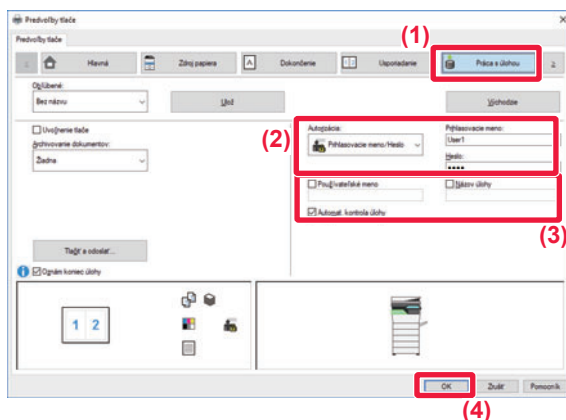 Predvoľby tlače
Predvoľby tlače
(1)
Hlavná
Zdroj papiera
Dokončenie
Usporiadanie
Práca s úlohou
Obľúbené:
Bez názvu
Ulož
Východzie
Uvoľnenie tlače
Archivovanie dokumentov:
Žiadna
(2)
Autorizácia:
Prihlasovacie meno/Heslo
Prihlasovacie meno:
User1
Heslo:
••••
Používateľské meno
Názov úlohy
Automat. kontrola úlohy
(3)
Tlačiť a odoslať...
Oznám koniec úlohy
1 2
OK
Zrušiť
Pomocník
(4)